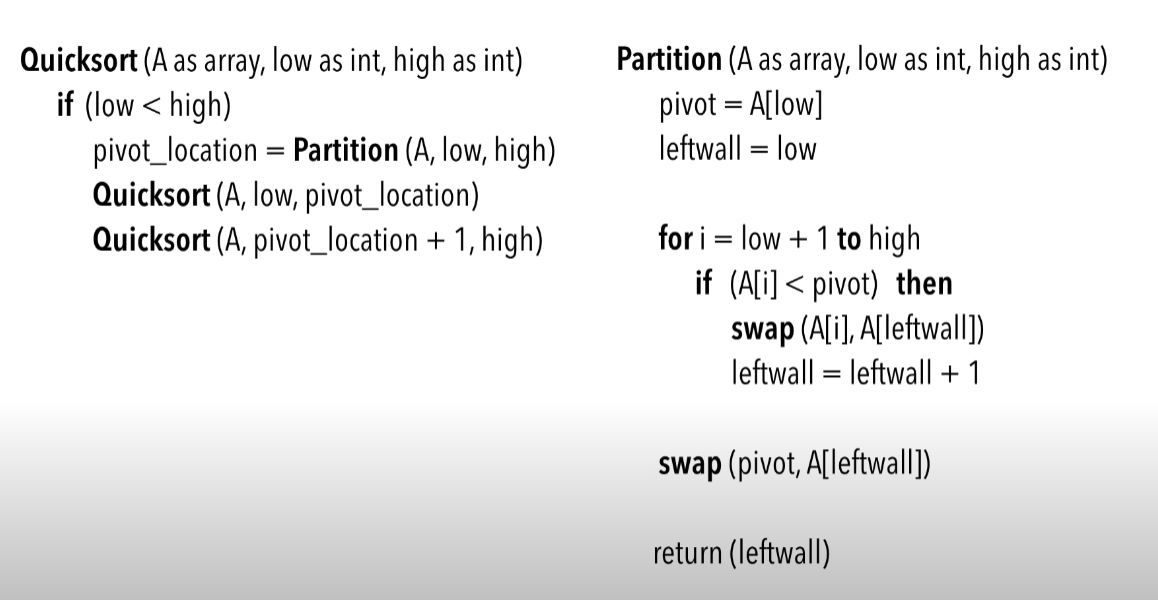 Quicksort (A as array, low as int, high as int)
if (low < high)
pivot_location = Partition (A, low, high)
Quicksort (A, low, pivot_location)
Quicksort (A, pivot_location + 1, high)
Partition (A as array, low as int, high as int)
pivot = A[low]
leftwall = low
for i = low + 1 to high
if (A[i] < pivot) then
swap (A[i], A[leftwall])
leftwall = leftwall + 1
swap (pivot, A[leftwall])
return (leftwall)